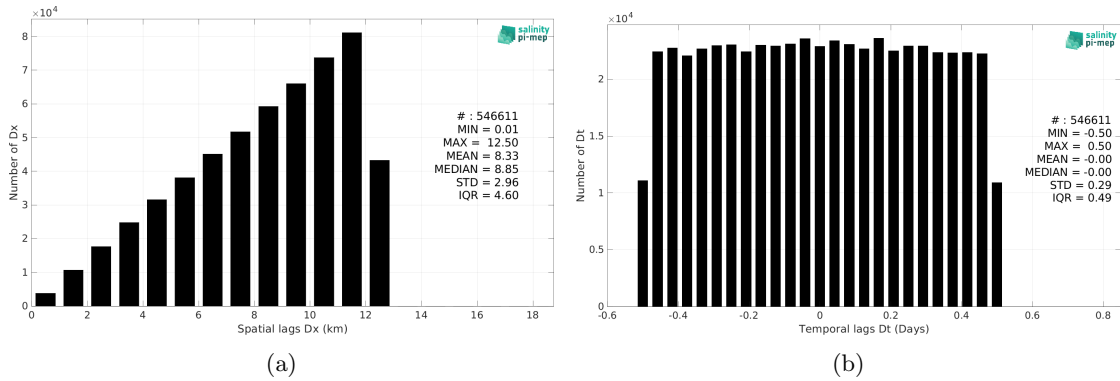 ×10⁴
8
7
6
5
4
3
2
1
0
Number of Dx
0 2 4 6 8 10 12 14 16 18
Spatial lags Dx (km)
salinity
pi-mep
# : 546611
MIN = 0.01
MAX = 12.50
MEAN = 8.33
MEDIAN = 8.85
STD = 2.96
IQR = 4.60
(a)
×10⁴
2
1.5
1
0.5
0
Number of Dt
-0.6 -0.4 -0.2 0 0.2 0.4 0.6 0.8
Temporal lags Dt (Days)
salinity
pi-mep
# : 546611
MIN = -0.50
MAX = 0.50
MEAN = -0.00
MEDIAN = -0.00
STD = 0.29
IQR = 0.49
(b)